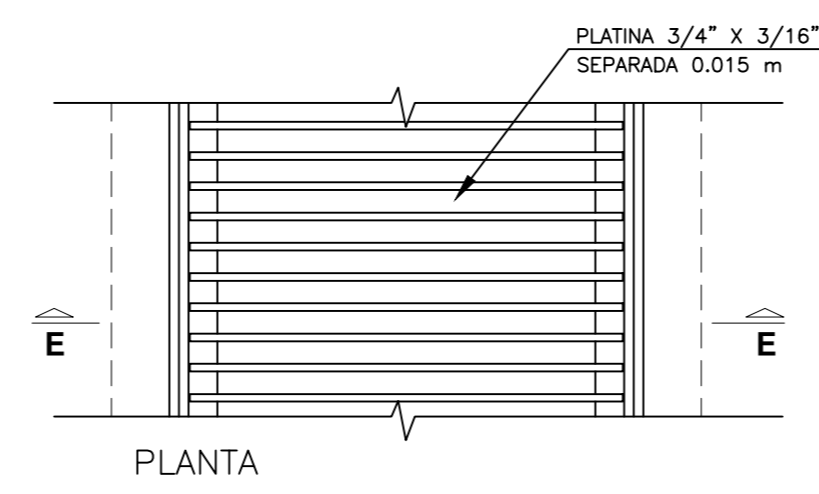 PLATINA 3/4” X 3/16”
SEPARADA 0.015 m
E
E
PLANTA